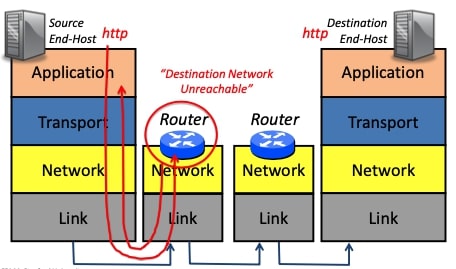 Source
End-Host
http
http
Destination
End-Host
Application
"Destination Network
Unreachable"
Application
Transport
Router
Router
Transport
Network
Network
Network
Network
Link
Link
Link
Link